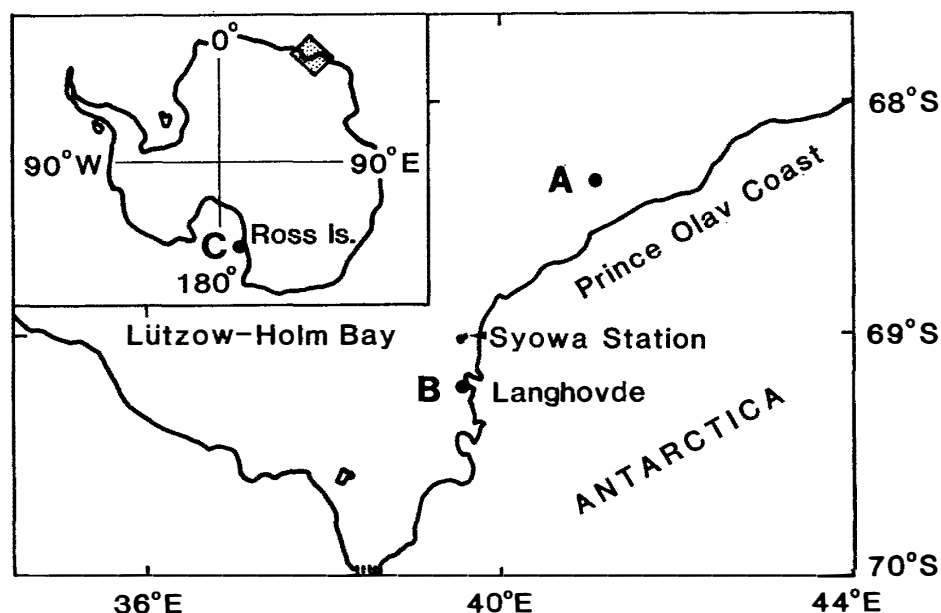 0°
90°W
90°E
C
Ross Is.
180°
68°S
A
Prince Olav Coast
Lützow-Holm Bay
Syowa Station
69°S
B
Langhovde
ANTARCTICA
70°S
36°E
40°E
44°E